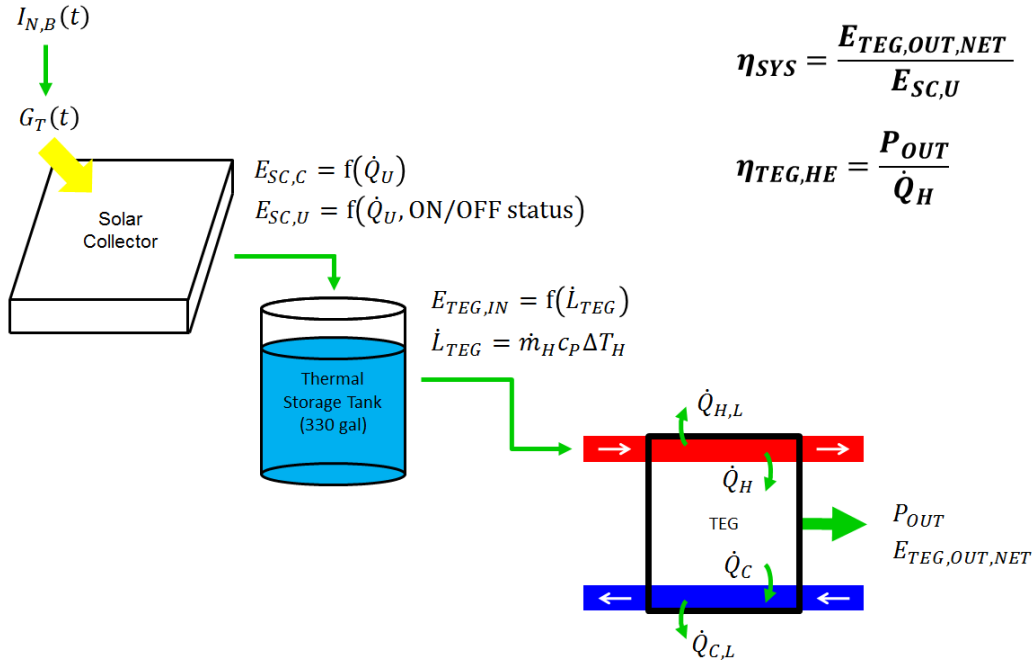 I_{N,B}(t)
G_T(t)
Solar
Collector
E_{SC,C} = f(Q̇_U)
E_{SC,U} = f(Q̇_U, ON/OFF status)
η_{SYS} = E_{TEG,OUT,NET} / E_{SC,U}
η_{TEG,HE} = P_{OUT} / Q̇_H
E_{TEG,IN} = f(L̇_{TEG})
L̇_{TEG} = ṁ_H c_P ΔT_H
Thermal
Storage Tank
(330 gal)
Q̇_{H,L}
Q̇_H
TEG
P_{OUT}
E_{TEG,OUT,NET}
Q̇_C
Q̇_{C,L}